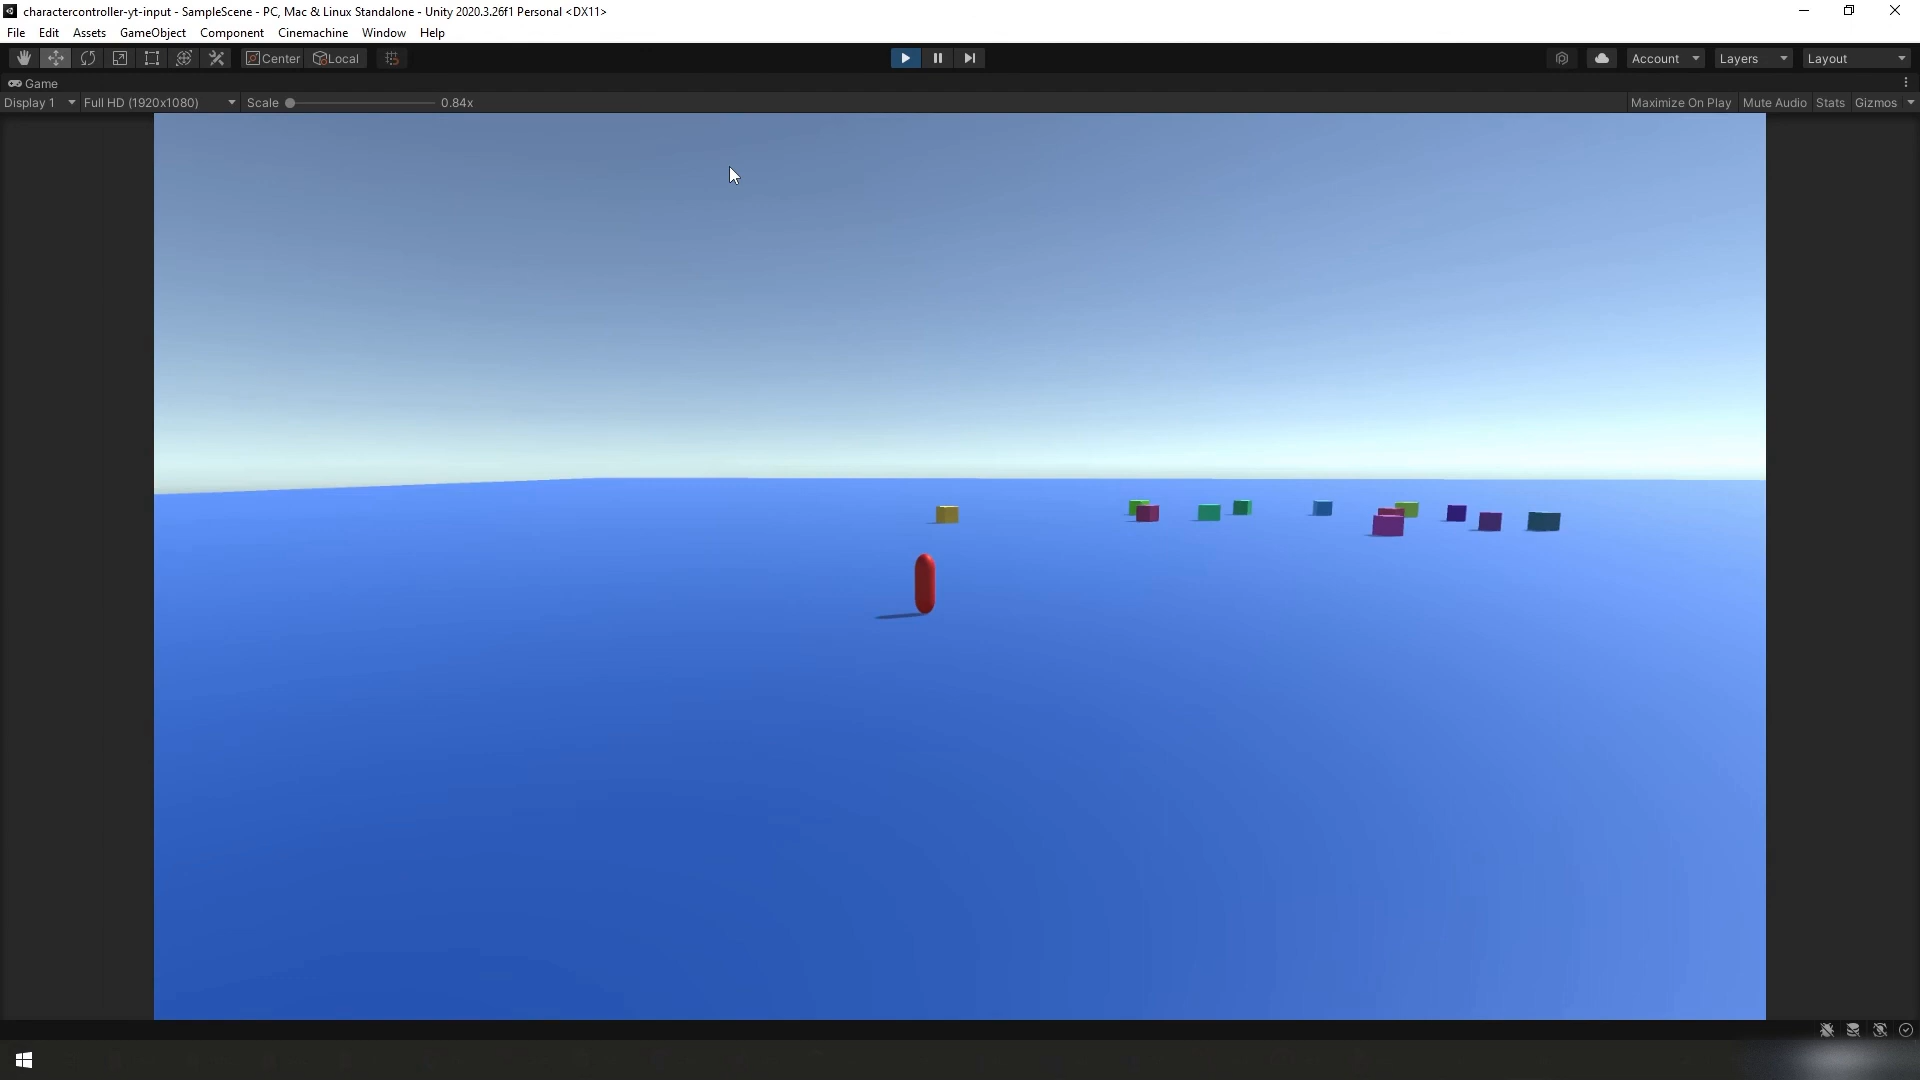 charactercontroller-yt-input - SampleScene - PC, Mac & Linux Standalone - Unity 2020.3.26f1 Personal <DX11>
File Edit Assets GameObject Component Cinemachine Window Help
Center Local Account Layers Layout
Game
Display 1 Full HD (1920x1080) Scale 0.84x Maximize On Play Mute Audio Stats Gizmos